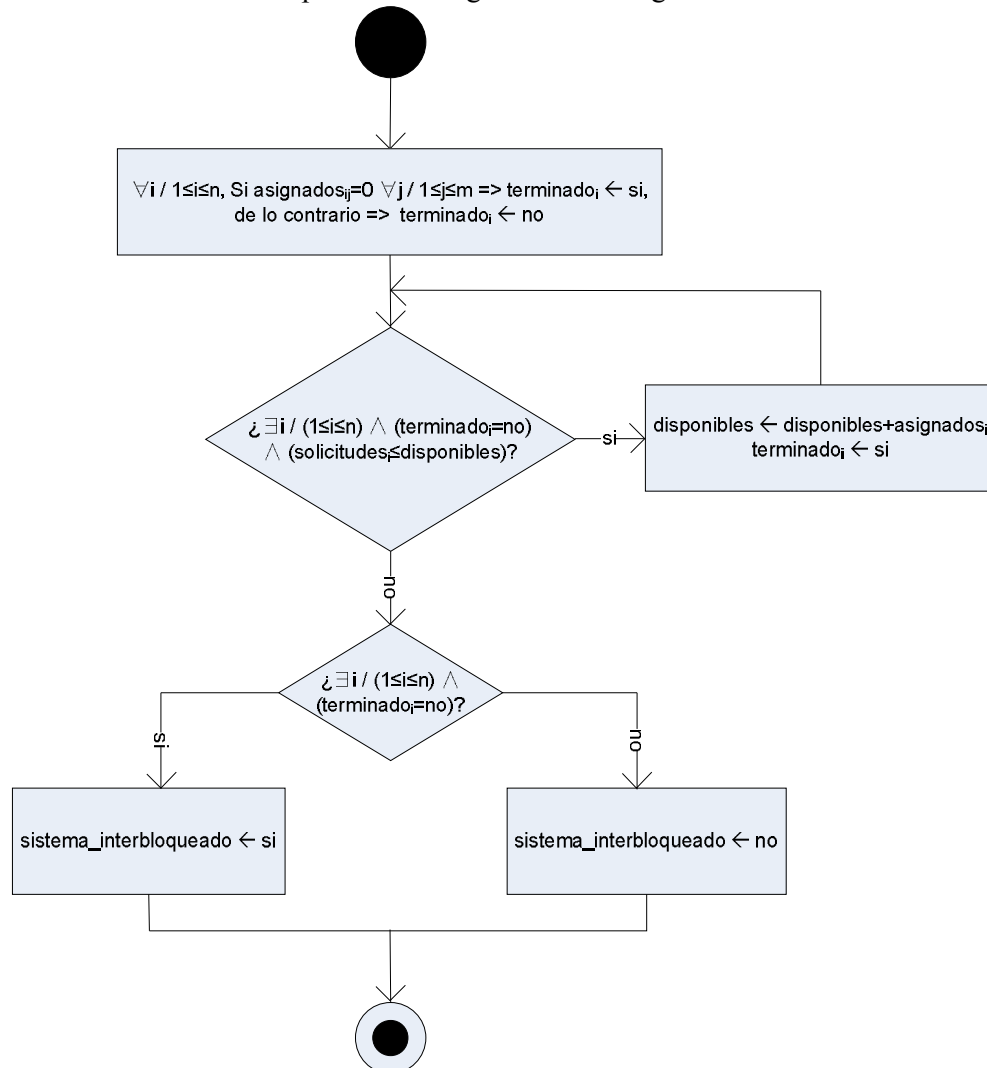 ∀i / 1≤i≤n, Si asignadosᵢⱼ=0 ∀j / 1≤j≤m => terminadoᵢ ← si,
de lo contrario => terminadoᵢ ← no
¿∃i / (1≤i≤n) ∧ (terminadoᵢ=no)
∧ (solicitudesᵢ≤disponibles)?
si
disponibles ← disponibles+asignadosᵢ
terminadoᵢ ← si
no
¿∃i / (1≤i≤n) ∧
(terminadoᵢ=no)?
si
no
sistema_interbloqueado ← si
sistema_interbloqueado ← no